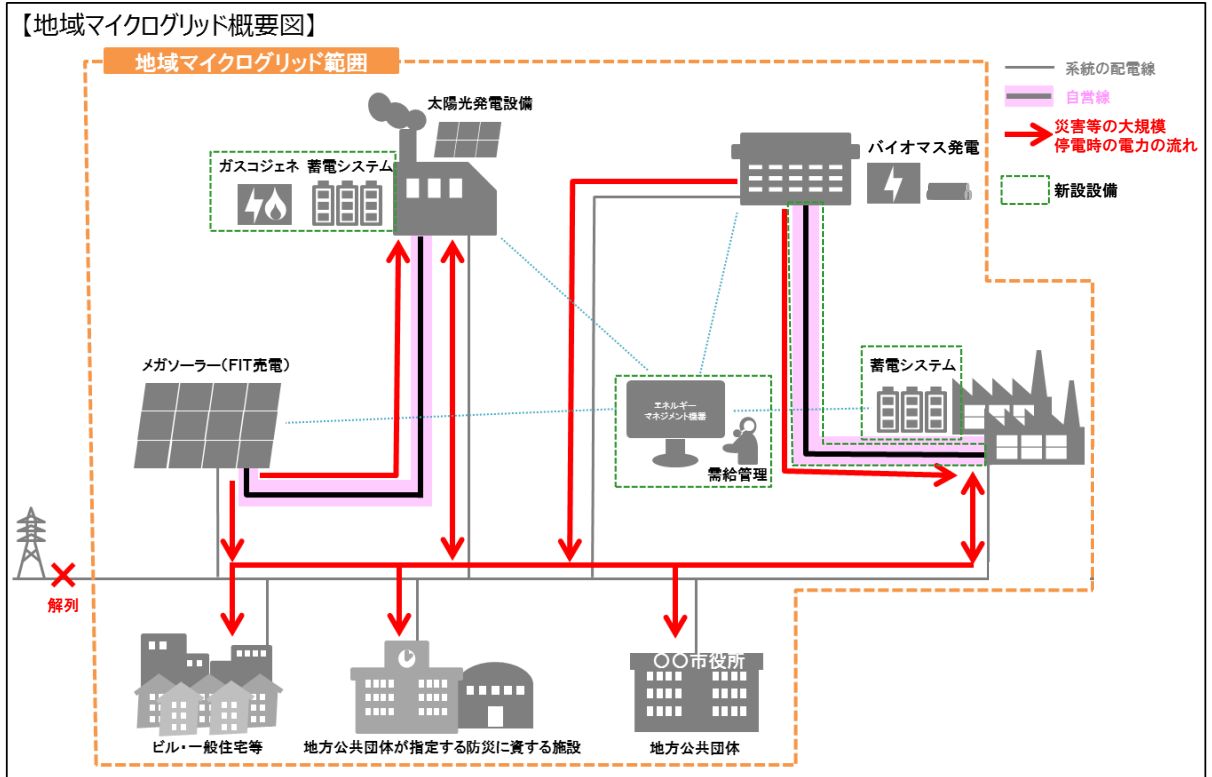 【地域マイクログリッド概要図】
地域マイクログリッド範囲
系統の配電線
自営線
災害等の大規模
停電時の電力の流れ
新設設備
太陽光発電設備
ガスコジェネ 蓄電システム
バイオマス発電
メガソーラー(FIT売電)
エネルギー
マネジメント機器
需給管理
蓄電システム
解列
〇〇市役所
ビル・一般住宅等
地方公共団体が指定する防災に資する施設
地方公共団体